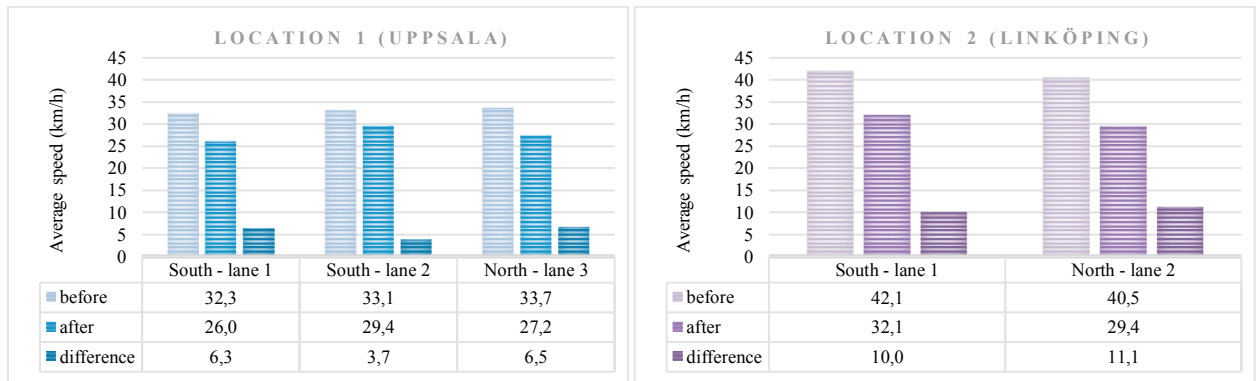 LOCATION 1 (UPPSALA)
Average speed (km/h)
45
40
35
30
25
20
15
10
5
0
South - lane 1 South - lane 2 North - lane 3
before 32,3 33,1 33,7
after 26,0 29,4 27,2
difference 6,3 3,7 6,5
LOCATION 2 (LINKÖPING)
Average speed (km/h)
45
40
35
30
25
20
15
10
5
0
South - lane 1 North - lane 2
before 42,1 40,5
after 32,1 29,4
difference 10,0 11,1